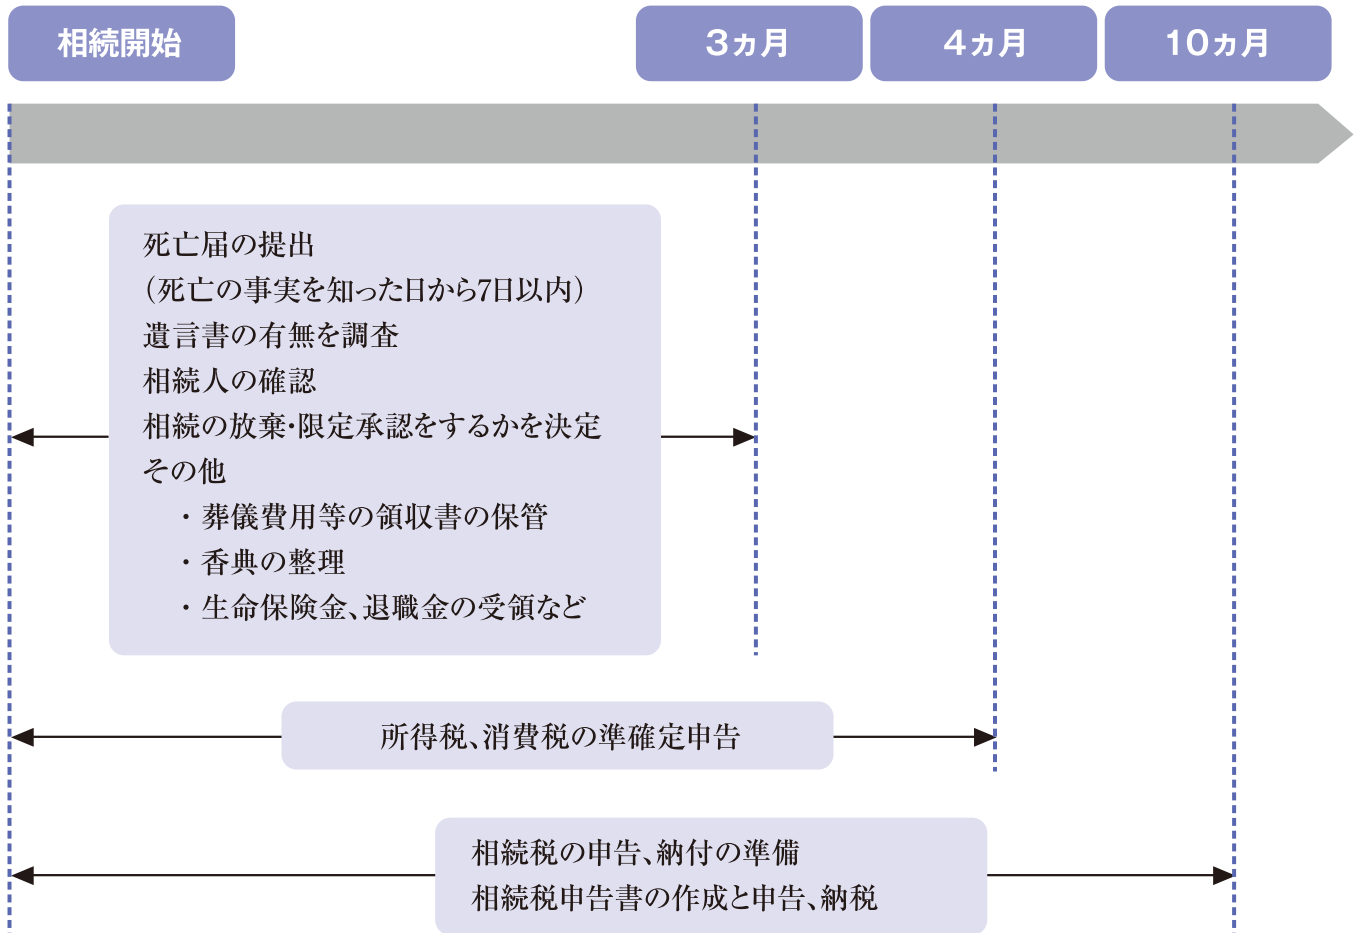 相続開始
3ヵ月
4ヵ月
10ヵ月
死亡届の提出
（死亡の事実を知った日から7日以内）
遺言書の有無を調査
相続人の確認
相続の放棄・限定承認をするかを決定
その他
・葬儀費用等の領収書の保管
・香典の整理
・生命保険金、退職金の受領など
所得税、消費税の準確定申告
相続税の申告、納付の準備
相続税申告書の作成と申告、納税